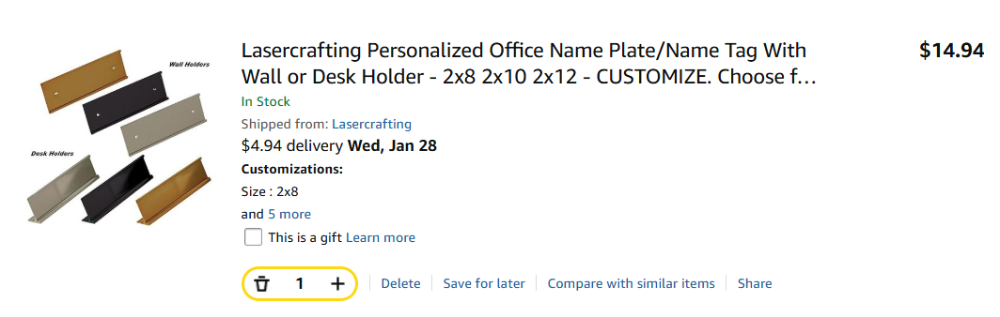 Wall Holders
Desk Holders
Lasercrafting Personalized Office Name Plate/Name Tag With
Wall or Desk Holder - 2x8 2x10 2x12 - CUSTOMIZE. Choose f...
$14.94
In Stock
Shipped from: Lasercrafting
$4.94 delivery Wed, Jan 28
Customizations:
Size : 2x8
and 5 more
This is a gift Learn more
1
Delete
Save for later
Compare with similar items
Share